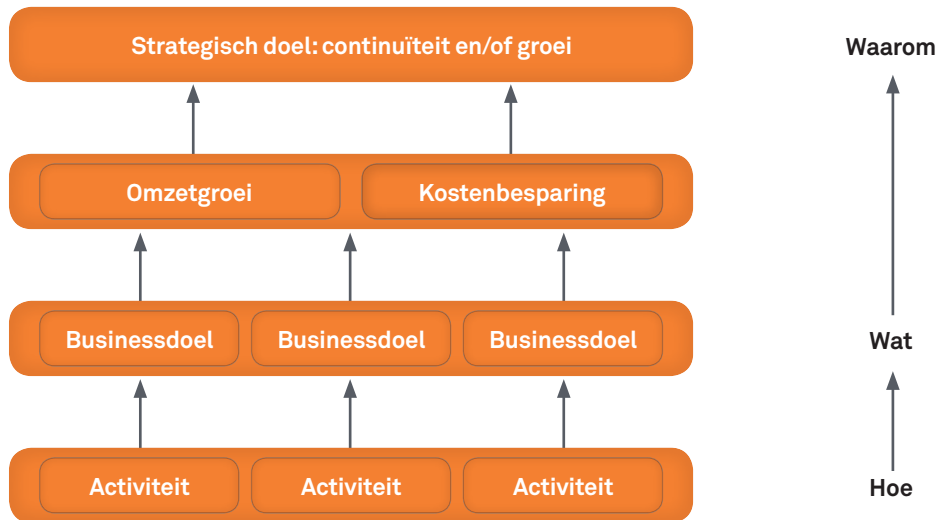 Strategisch doel: continuïteit en/of groei
Waarom
Omzetgroei
Kostenbesparing
Businessdoel
Businessdoel
Businessdoel
Wat
Activiteit
Activiteit
Activiteit
Hoe